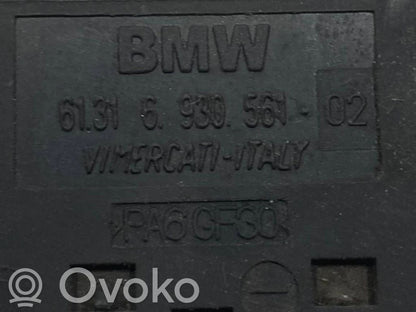 BMW
61.31 6. 930. 561 - 02
VIMERCATI-ITALY
>PA6 GF30<
Ovoko